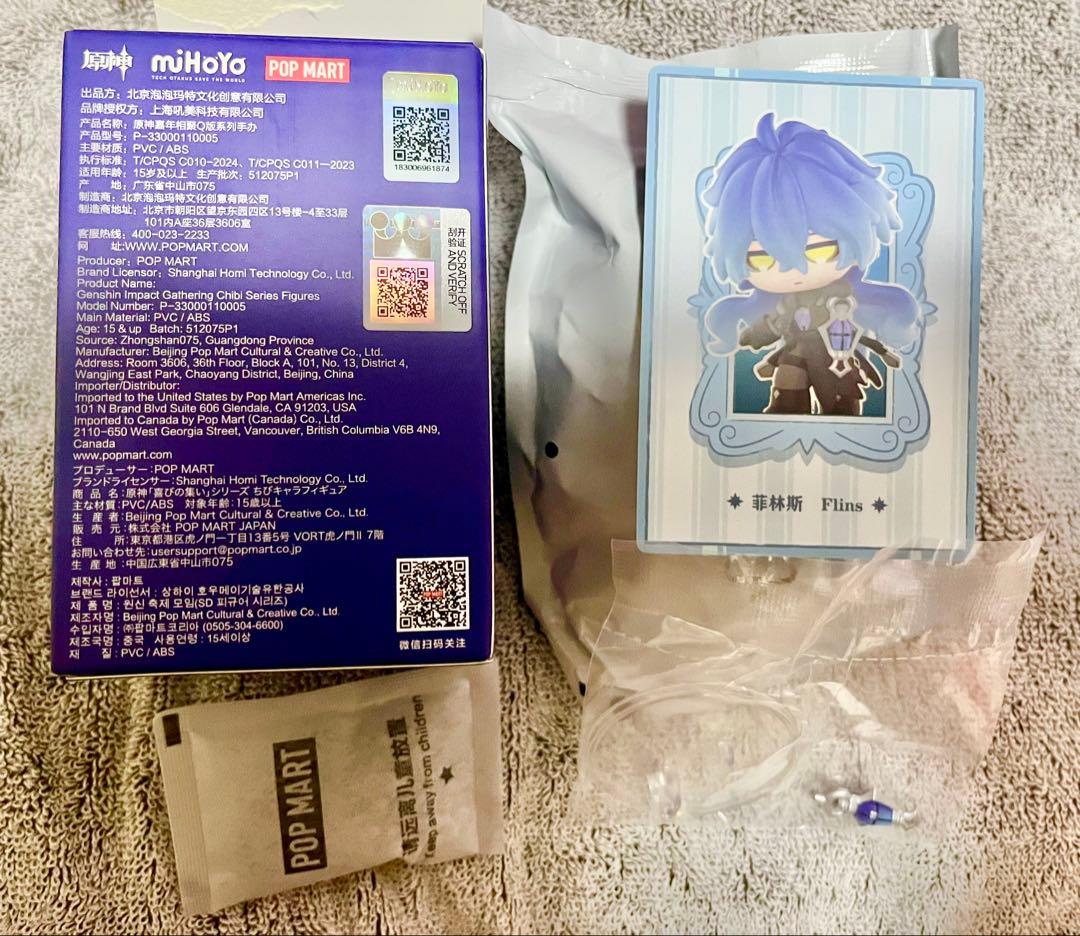 原神 miHoYo POP MART
TECH OTAKUS SAVE THE WORLD
出品方：北京泡泡玛特文化创意有限公司
品牌授权方：上海吼美科技有限公司
产品名称：原神嘉年相聚Q版系列手办
产品型号：P-33000110005
主要材质：PVC / ABS
执行标准：T/CPQS C010-2024、T/CPQS C011-2023
适用年龄：15岁及以上 生产批次：512075P1
产 地：广东省中山市075
制造商：北京泡泡玛特文化创意有限公司
制造商地址：北京市朝阳区望京东园四区13号楼-4至33层
101内A座36层3606室
客服热线：400-023-2233
网 址:WWW.POPMART.COM
Producer: POP MART
Brand Licensor: Shanghai Homi Technology Co., Ltd.
Product Name:
Genshin Impact Gathering Chibi Series Figures
Model Number: P-33000110005
Main Material: PVC / ABS
Age: 15 & up Batch: 512075P1
Source: Zhongshan075, Guangdong Province
Manufacturer: Beijing Pop Mart Cultural & Creative Co., Ltd.
Address: Room 3606, 36th Floor, Block A, 101, No. 13, District 4,
Wangjing East Park, Chaoyang District, Beijing, China
Importer/Distributor:
Imported to the United States by Pop Mart Americas Inc.
101 N Brand Blvd Suite 606 Glendale, CA 91203, USA
Imported to Canada by Pop Mart (Canada) Co., Ltd.
2110-650 West Georgia Street, Vancouver, British Columbia V6B 4N9,
Canada
www.popmart.com
プロデューサー：POP MART
ブランドライセンサー：Shanghai Homi Technology Co., Ltd.
商 品 名：原神「喜びの集い」シリーズ ちびキャラフィギュア
主な材質：PVC/ABS 対象年齢：15歳以上
生 産 者：Beijing Pop Mart Cultural & Creative Co., Ltd.
販 売 元：株式会社 POP MART JAPAN
住 所：東京都港区虎ノ門一丁目13番5号 VORT虎ノ門II 7階
お問い合わせ先：usersupport@popmart.co.jp
生 産 地：中国広東省中山市075
제작사 : 팝마트
브랜드 라이선서 : 상하이 호우메이기술유한공사
제 품 명 : 원신 축제 모임(SD 피규어 시리즈)
제조자명 : Beijing Pop Mart Cultural & Creative Co., Ltd.
수입자명 : ㈜팝마트코리아 (0505-304-6600)
제조국명 : 중국 사용연령 : 15세이상
재 질 : PVC / ABS
miHoYo
183006961874
刮开
验证 SCRATCH OFF
AND VERIFY
微信扫码关注
菲林斯 Flins
POP MART
请远离儿童放置
Keep away from children